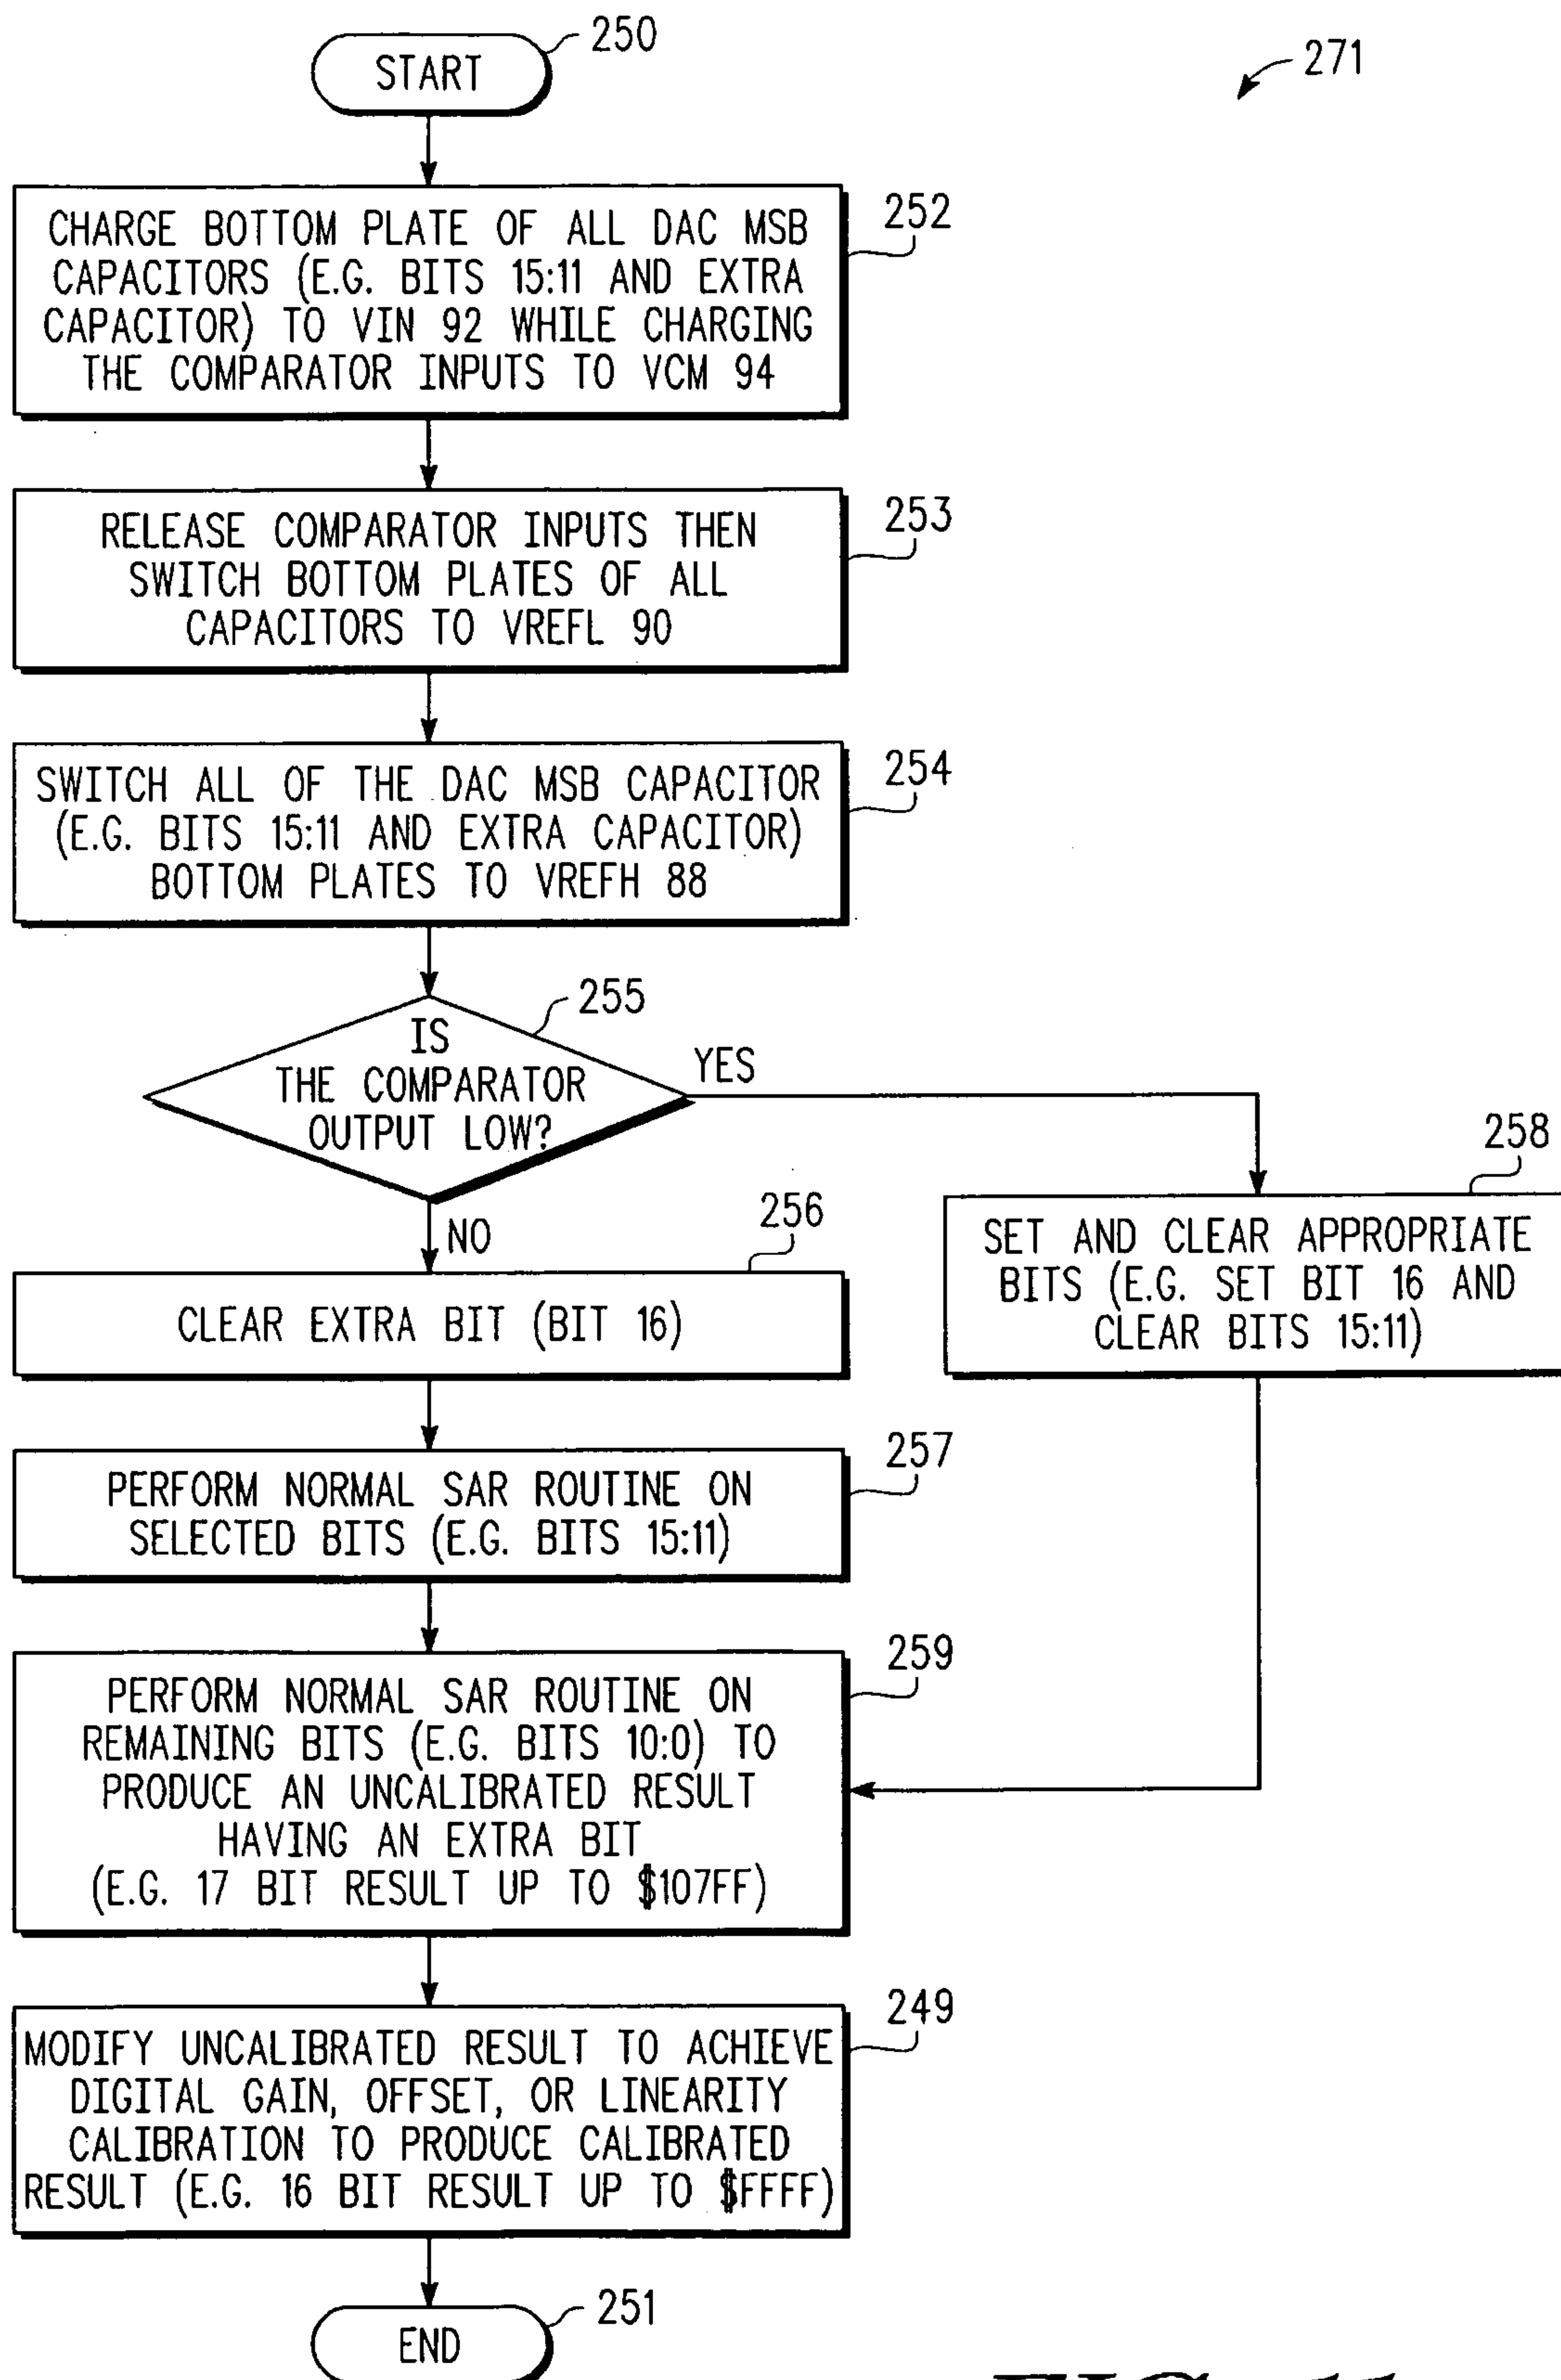 250
START
271
252
CHARGE BOTTOM PLATE OF ALL DAC MSB
CAPACITORS (E.G. BITS 15:11 AND EXTRA
CAPACITOR) TO VIN 92 WHILE CHARGING
THE COMPARATOR INPUTS TO VCM 94
253
RELEASE COMPARATOR INPUTS THEN
SWITCH BOTTOM PLATES OF ALL
CAPACITORS TO VREFL 90
254
SWITCH ALL OF THE DAC MSB CAPACITOR
(E.G. BITS 15:11 AND EXTRA CAPACITOR)
BOTTOM PLATES TO VREFH 88
255
IS
THE COMPARATOR
OUTPUT LOW?
YES
NO
258
SET AND CLEAR APPROPRIATE
BITS (E.G. SET BIT 16 AND
CLEAR BITS 15:11)
256
CLEAR EXTRA BIT (BIT 16)
257
PERFORM NORMAL SAR ROUTINE ON
SELECTED BITS (E.G. BITS 15:11)
259
PERFORM NORMAL SAR ROUTINE ON
REMAINING BITS (E.G. BITS 10:0) TO
PRODUCE AN UNCALIBRATED RESULT
HAVING AN EXTRA BIT
(E.G. 17 BIT RESULT UP TO $107FF)
249
MODIFY UNCALIBRATED RESULT TO ACHIEVE
DIGITAL GAIN, OFFSET, OR LINEARITY
CALIBRATION TO PRODUCE CALIBRATED
RESULT (E.G. 16 BIT RESULT UP TO $FFFF)
251
END